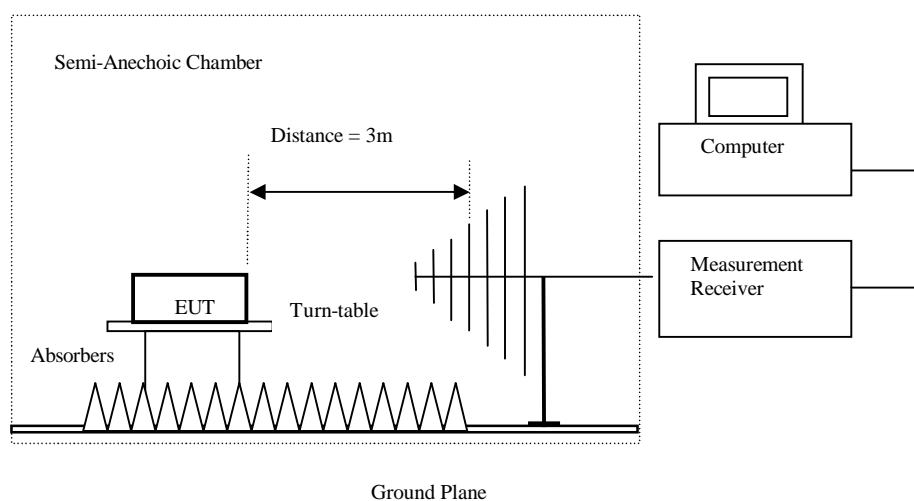 Semi-Anechoic Chamber
Distance = 3m
Computer
Measurement
Receiver
EUT
Turn-table
Absorbers
Ground Plane